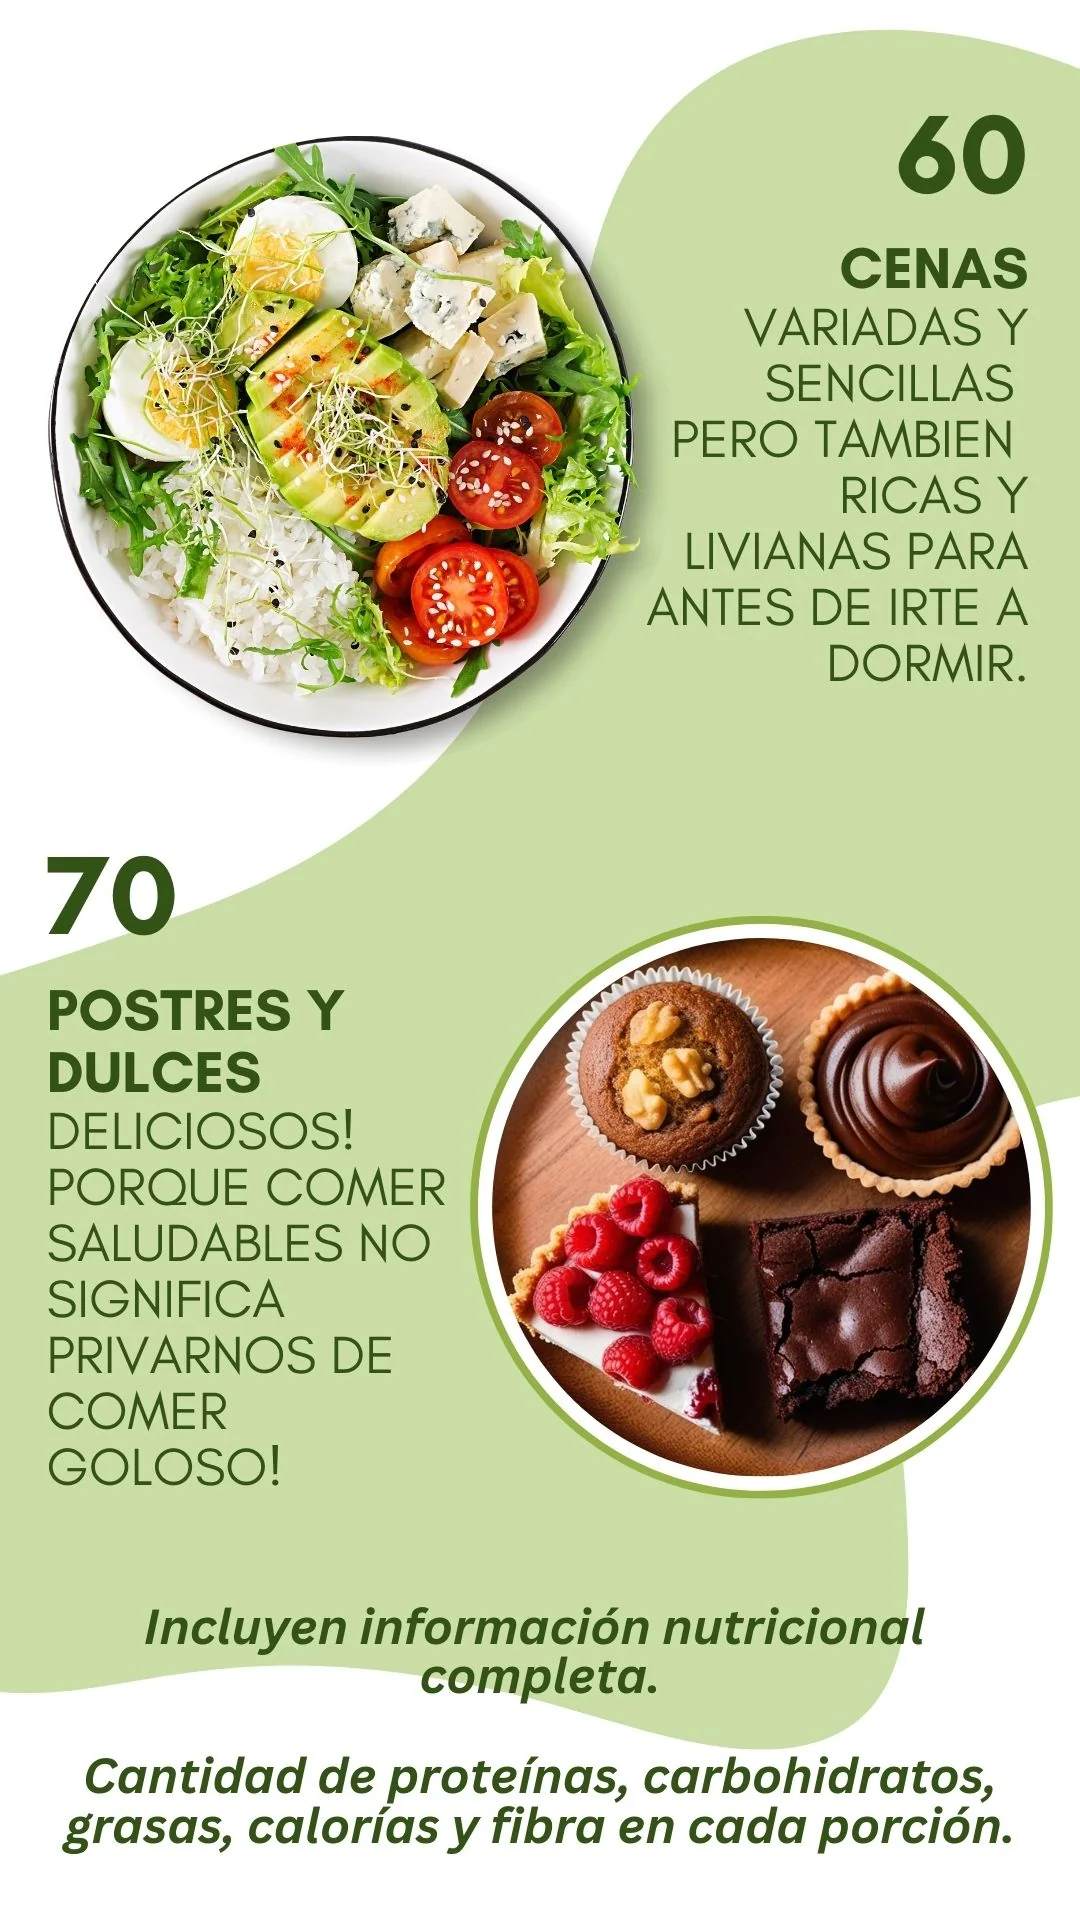 60
CENAS
VARIADAS Y
SENCILLAS
PERO TAMBIEN
RICAS Y
LIVIANAS PARA
ANTES DE IRTE A
DORMIR.
70
POSTRES Y
DULCES
DELICIOSOS!
PORQUE COMER
SALUDABLES NO
SIGNIFICA
PRIVARNOS DE
COMER
GOLOSO!
Incluyen información nutricional
completa.
Cantidad de proteínas, carbohidratos,
grasas, calorías y fibra en cada porción.